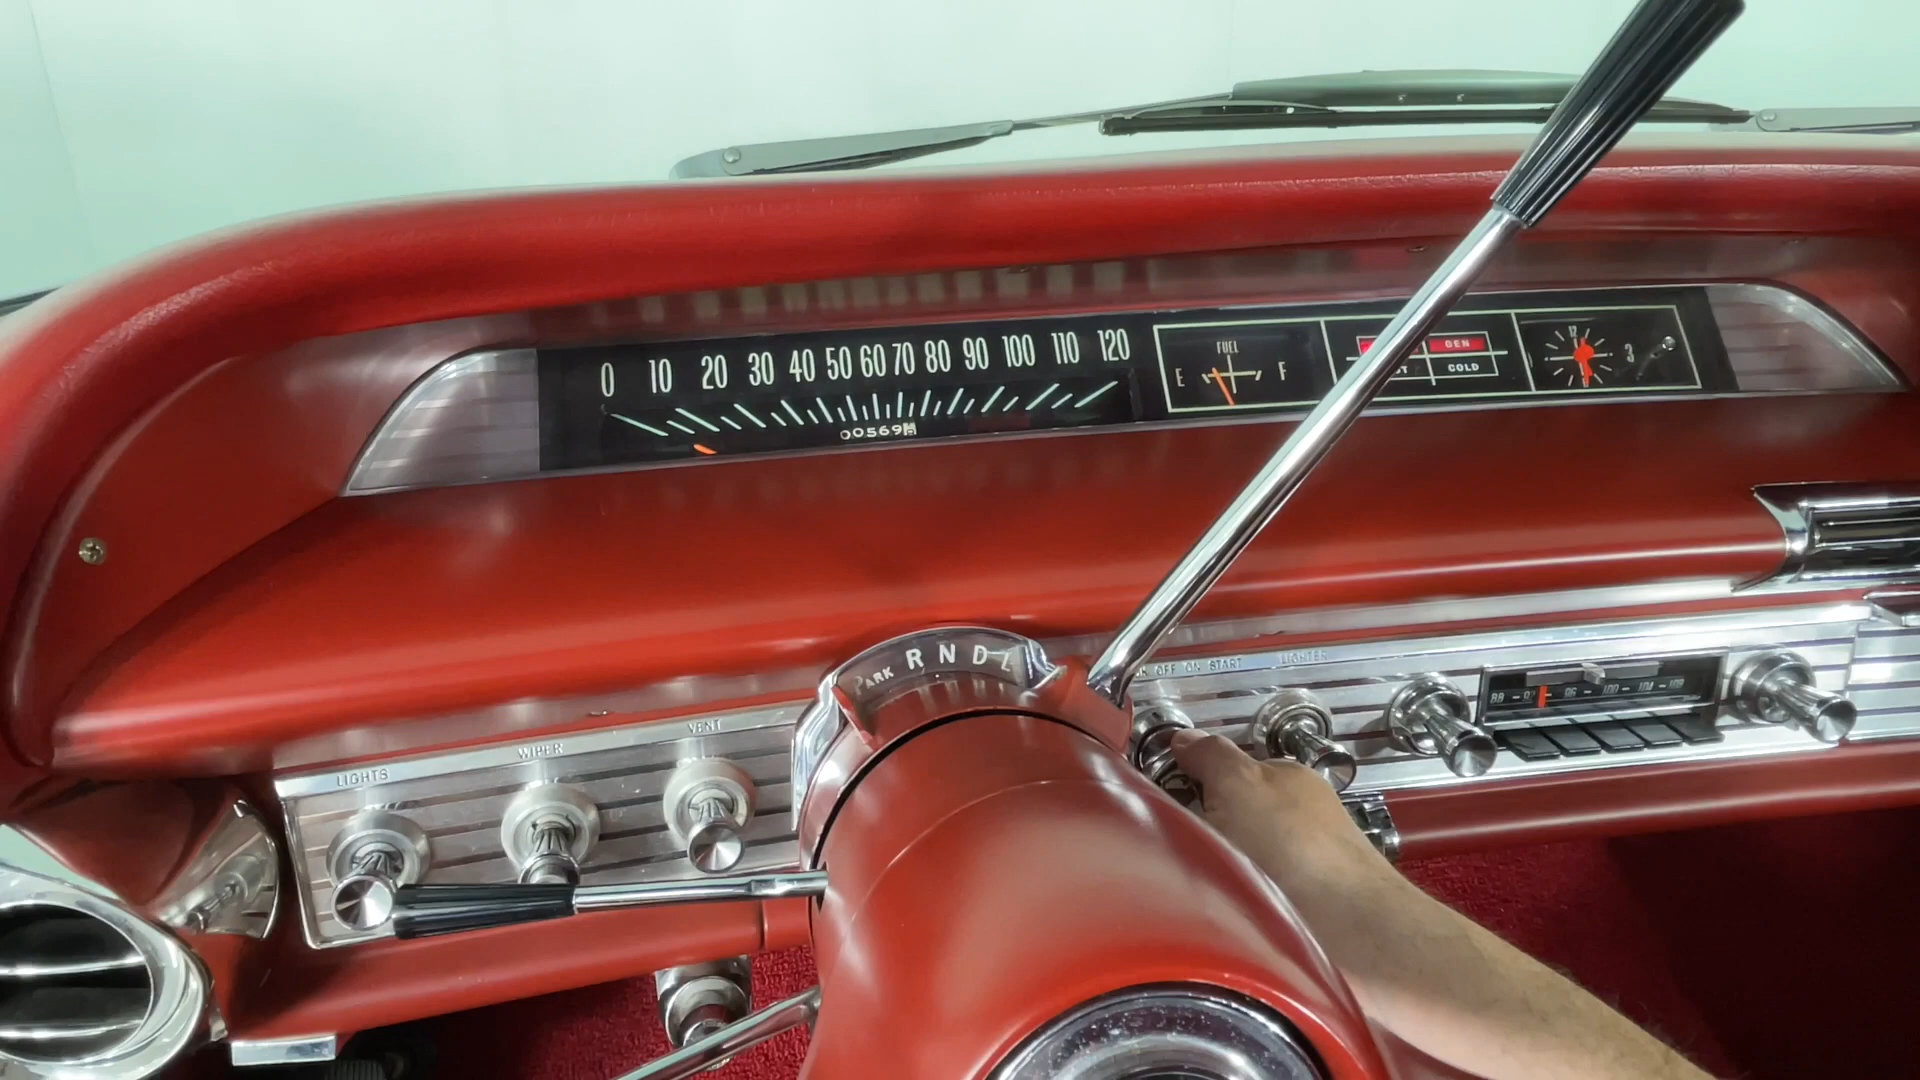 0 10 20 30 40 50 60 70 80 90 100 110 120
00569
FUEL
E F
GEN
COLD
12
3
PARK R N D L
OFF ON START
LIGHTER
LIGHTS
WIPER
VENT
88
96 100 104 108